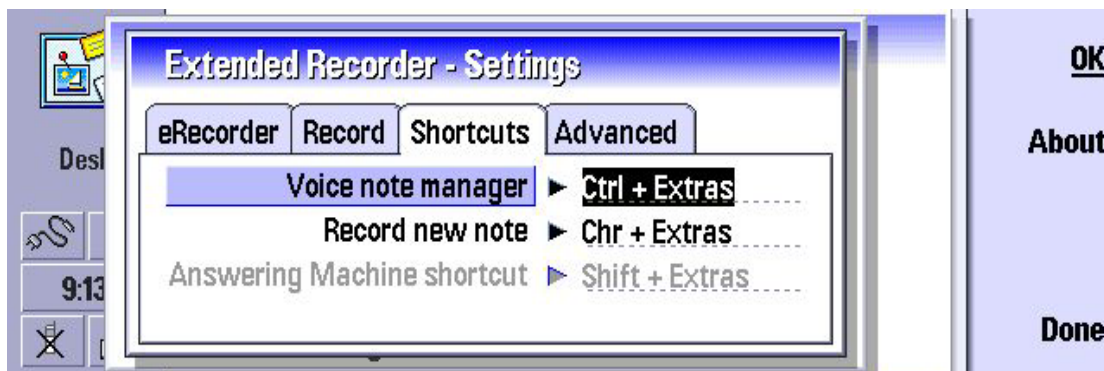 Extended Recorder - Settings
OK
eRecorder Record Shortcuts Advanced
About
Voice note manager Ctrl + Extras
Record new note Chr + Extras
Answering Machine shortcut Shift + Extras
9:13
Done